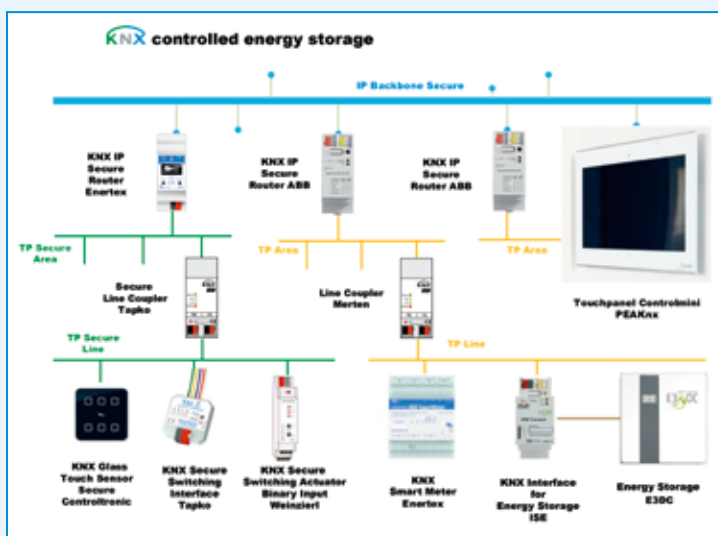 KNX controlled energy storage
IP Backbone Secure
KNX IP
Secure
Router
Enertex
KNX IP
Secure
Router ABB
KNX IP
Secure
Router ABB
TP Secure
Area
TP Area
TP Area
Secure
Line Coupler
Tapko
Line Coupler
Merten
Touchpanel Controlmini
PEAKnx
TP Secure
Line
TP Line
KNX Glass
Touch Sensor
Secure
Controltronic
KNX Secure
Switching
Interface
Tapko
KNX Secure
Switching Actuator
Binary Input
Weinzierl
KNX
Smart Meter
Enertex
KNX Interface
for
Energy Storage
ISE
Energy Storage
E3DC